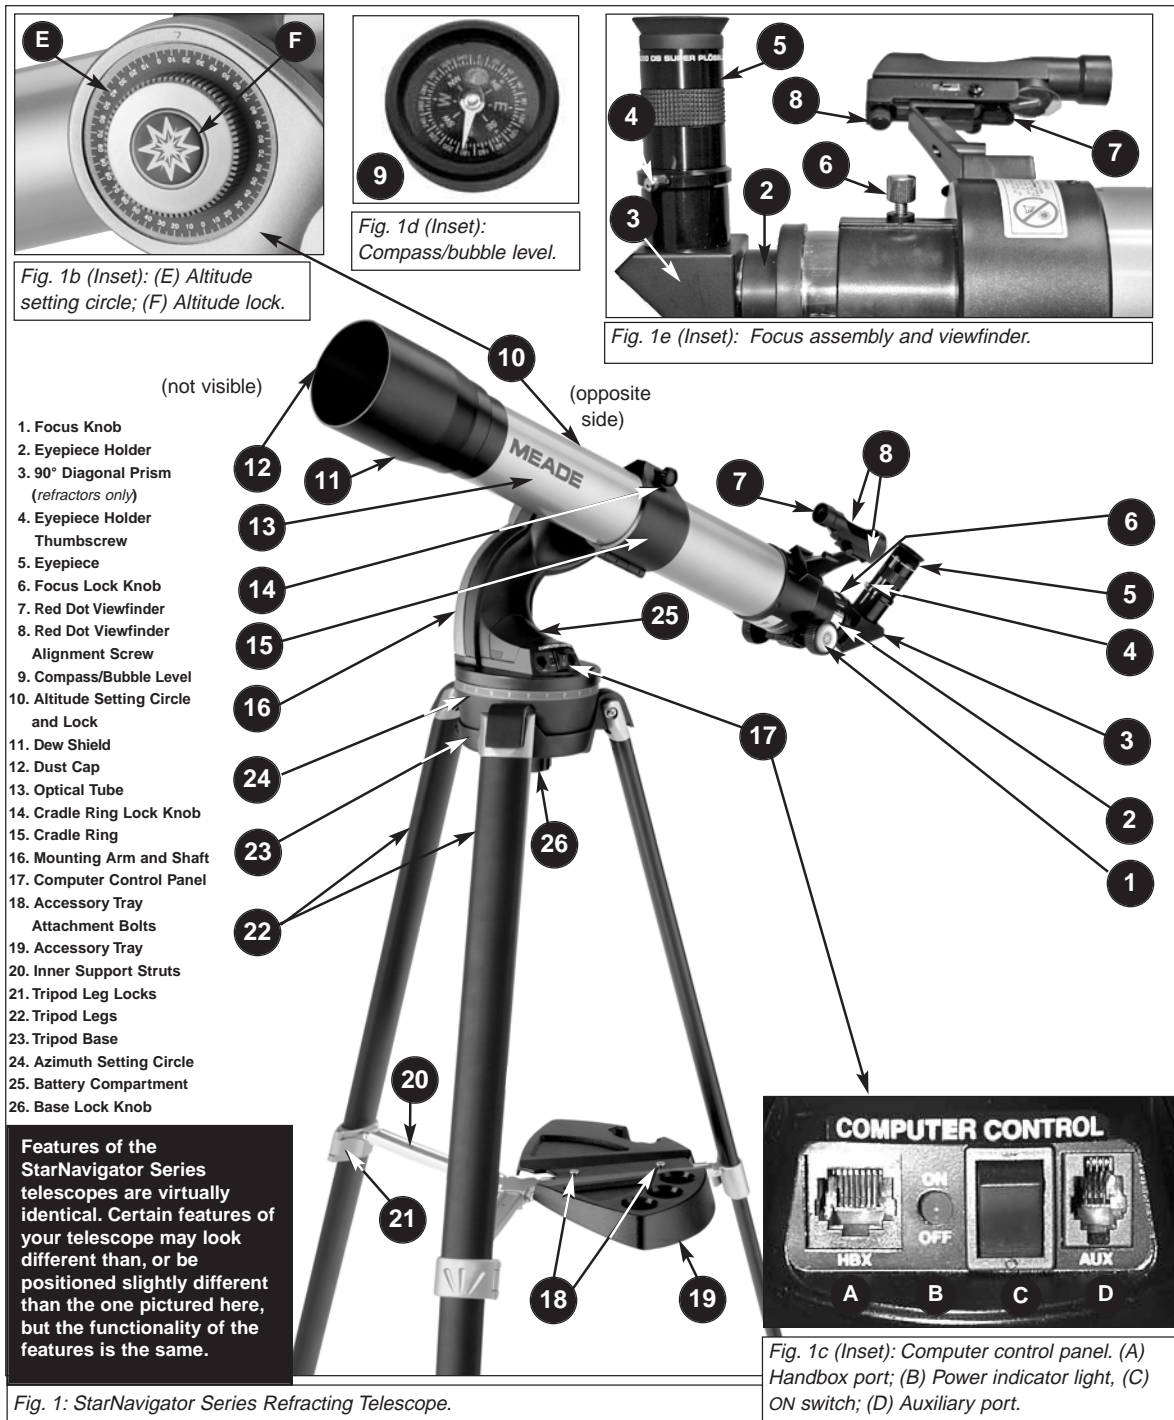 E
F
9
Fig. 1b (Inset): (E) Altitude
setting circle; (F) Altitude lock.
Fig. 1d (Inset):
Compass/bubble level.
DS SUPER PLÖSSL
5
4
8
7
6
2
3
Fig. 1e (Inset): Focus assembly and viewfinder.
10
(not visible)
(opposite
side)
1. Focus Knob
2. Eyepiece Holder
3. 90° Diagonal Prism
(refractors only)
4. Eyepiece Holder
Thumbscrew
5. Eyepiece
6. Focus Lock Knob
7. Red Dot Viewfinder
8. Red Dot Viewfinder
Alignment Screw
9. Compass/Bubble Level
10. Altitude Setting Circle
and Lock
11. Dew Shield
12. Dust Cap
13. Optical Tube
14. Cradle Ring Lock Knob
15. Cradle Ring
16. Mounting Arm and Shaft
17. Computer Control Panel
18. Accessory Tray
Attachment Bolts
19. Accessory Tray
20. Inner Support Struts
21. Tripod Leg Locks
22. Tripod Legs
23. Tripod Base
24. Azimuth Setting Circle
25. Battery Compartment
26. Base Lock Knob
MEADE
12
11
13
14
15
16
24
23
22
25
26
17
7
8
6
5
4
3
2
1
20
21
18
19
Features of the
StarNavigator Series
telescopes are virtually
identical. Certain features of
your telescope may look
different than, or be
positioned slightly different
than the one pictured here,
but the functionality of the
features is the same.
COMPUTER CONTROL
ON
OFF
HBX
AUX
A
B
C
D
Fig. 1c (Inset): Computer control panel. (A)
Handbox port; (B) Power indicator light, (C)
ON switch; (D) Auxiliary port.
Fig. 1: StarNavigator Series Refracting Telescope.